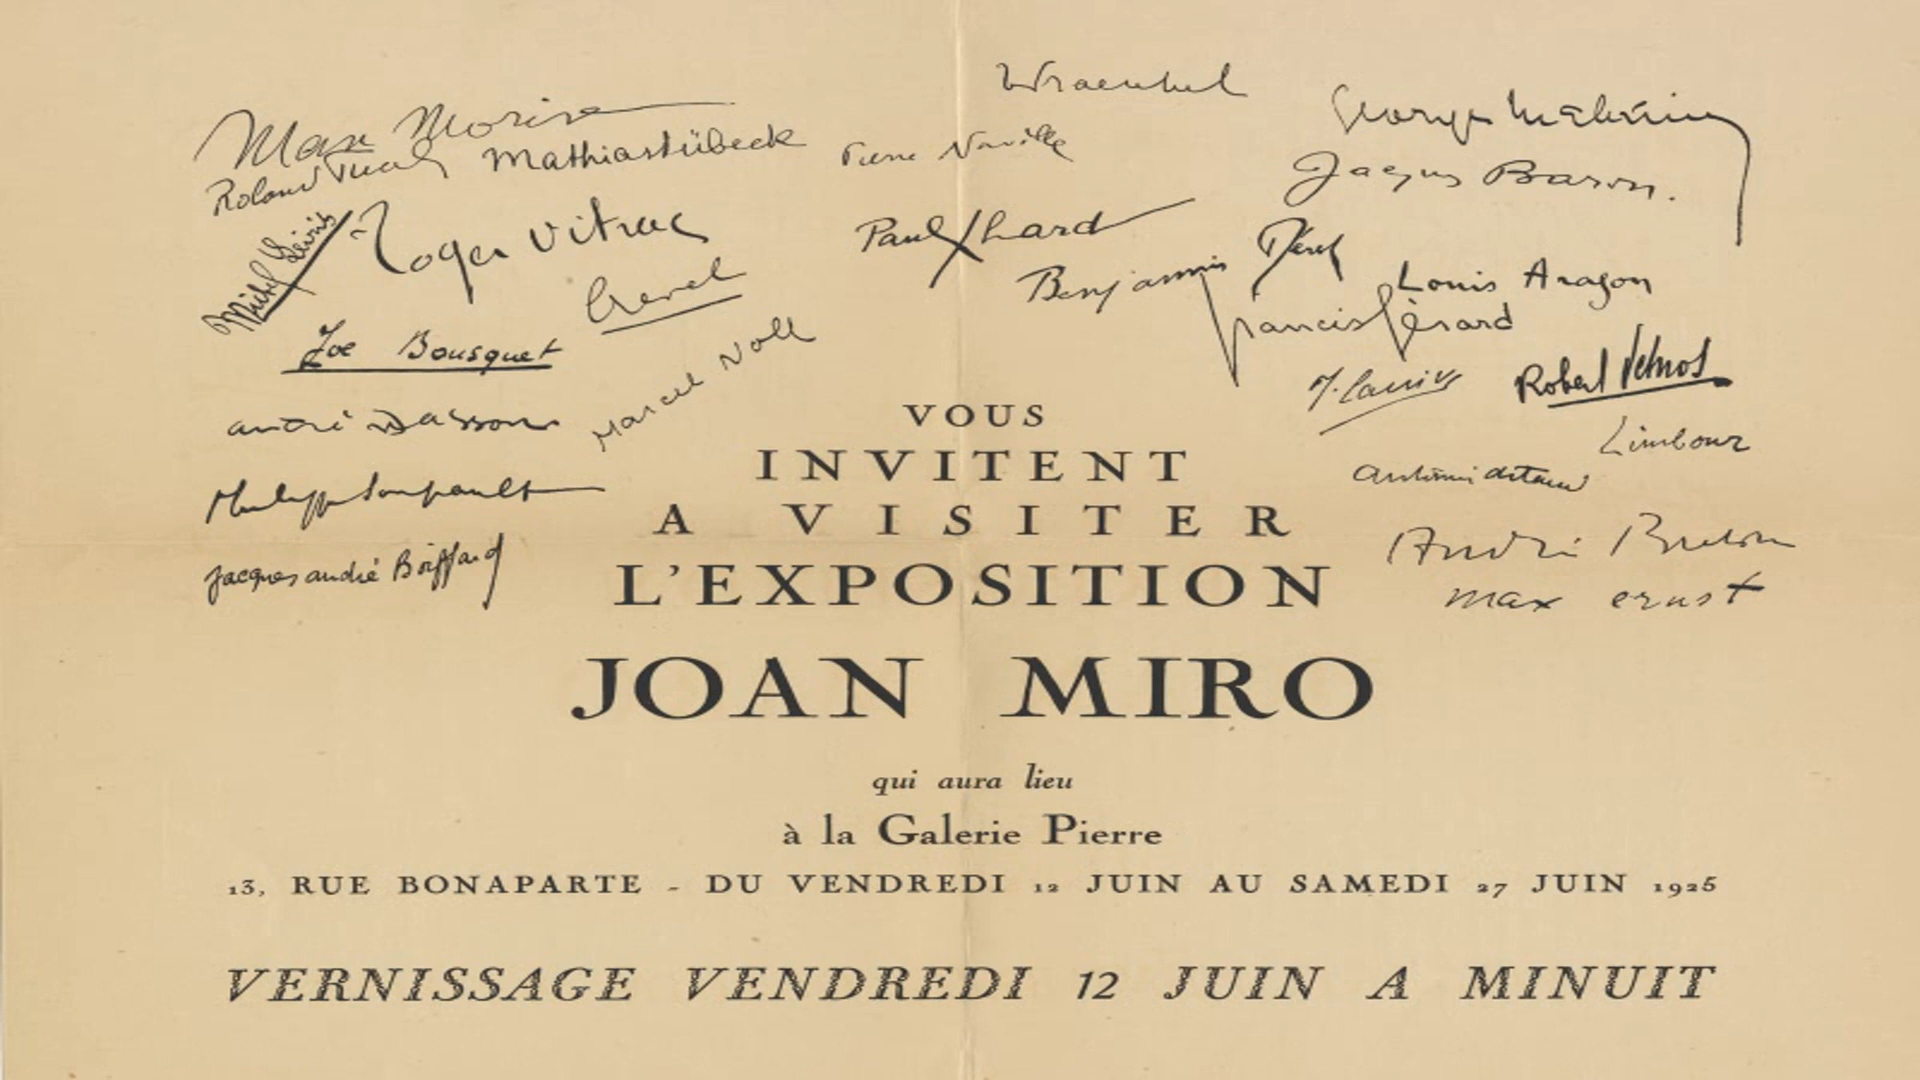 Wraenkel
Max Morise
Georges Malkine
Roland Tual
Mathias Lübeck
Pierre Naville
Jacques Baron.
Michel Leiris
Roger Vitrac
Paul Eluard
Benjamin Péret
Louis Aragon
Crevel
Francis Gérard
Joe Bousquet
Marcel Noll
Robert Desnos
André Masson
Limbour
Philippe Soupault
André Breton
Jacques andré Boiffard
max ernst
VOUS
INVITENT
A VISITER
L'EXPOSITION
JOAN MIRO
qui aura lieu
à la Galerie Pierre
13, RUE BONAPARTE - DU VENDREDI 12 JUIN AU SAMEDI 27 JUIN 1925
VERNISSAGE VENDREDI 12 JUIN A MINUIT